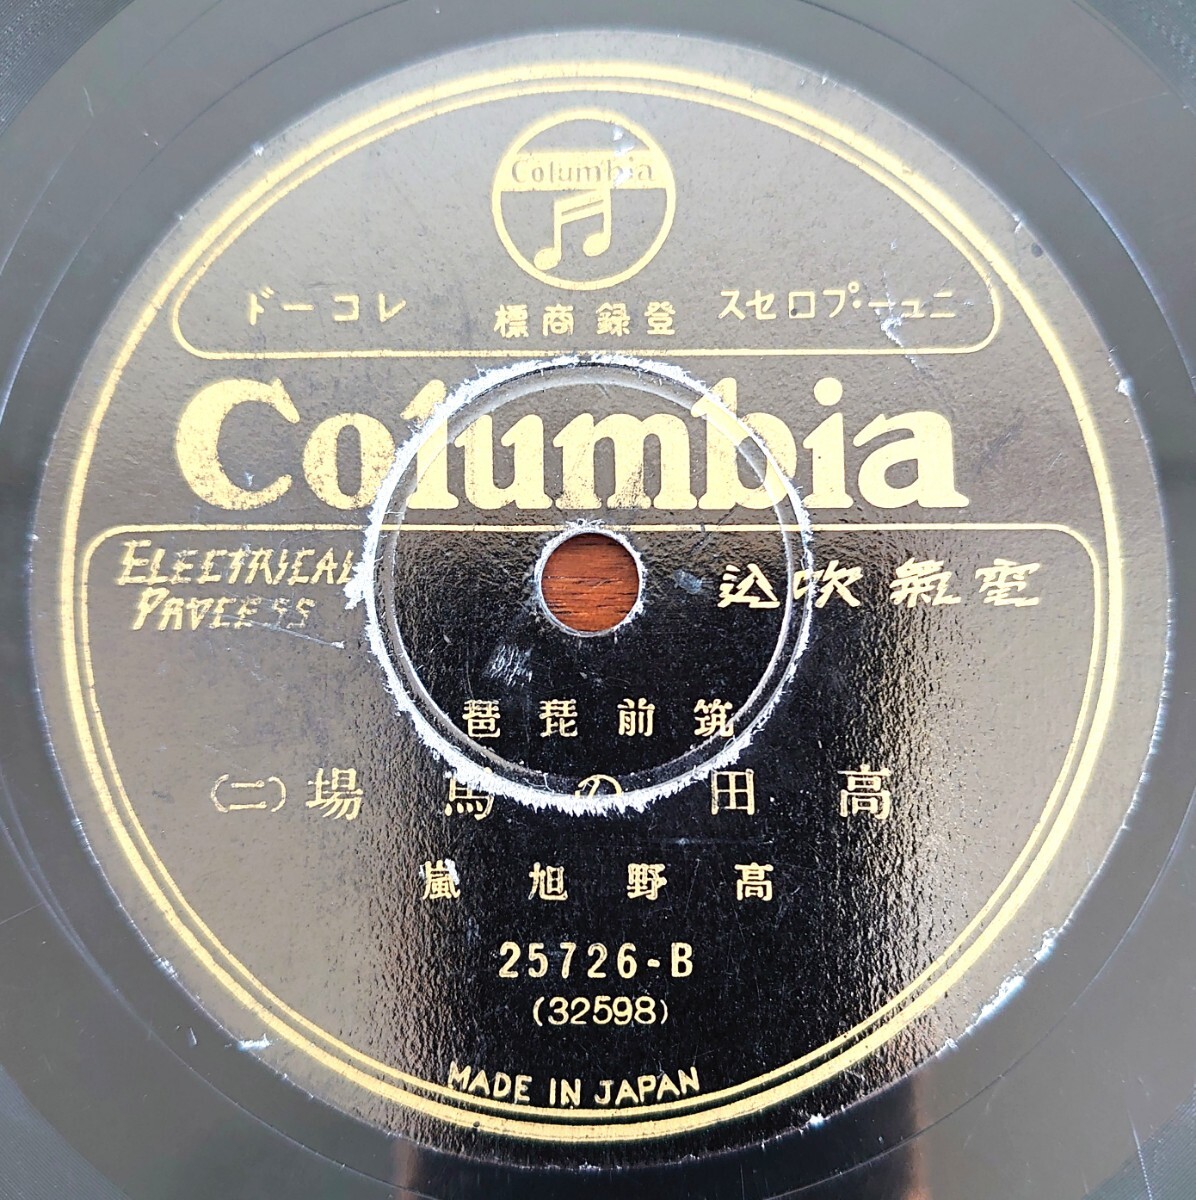 Columbia
ニュー・プロセス 登録商標 レコード
Columbia
ELECTRICAL
PROCESS
電氣吹込
筑前琵琶
高田の馬場(二)
高野旭嵐
25726-B
(32598)
MADE IN JAPAN